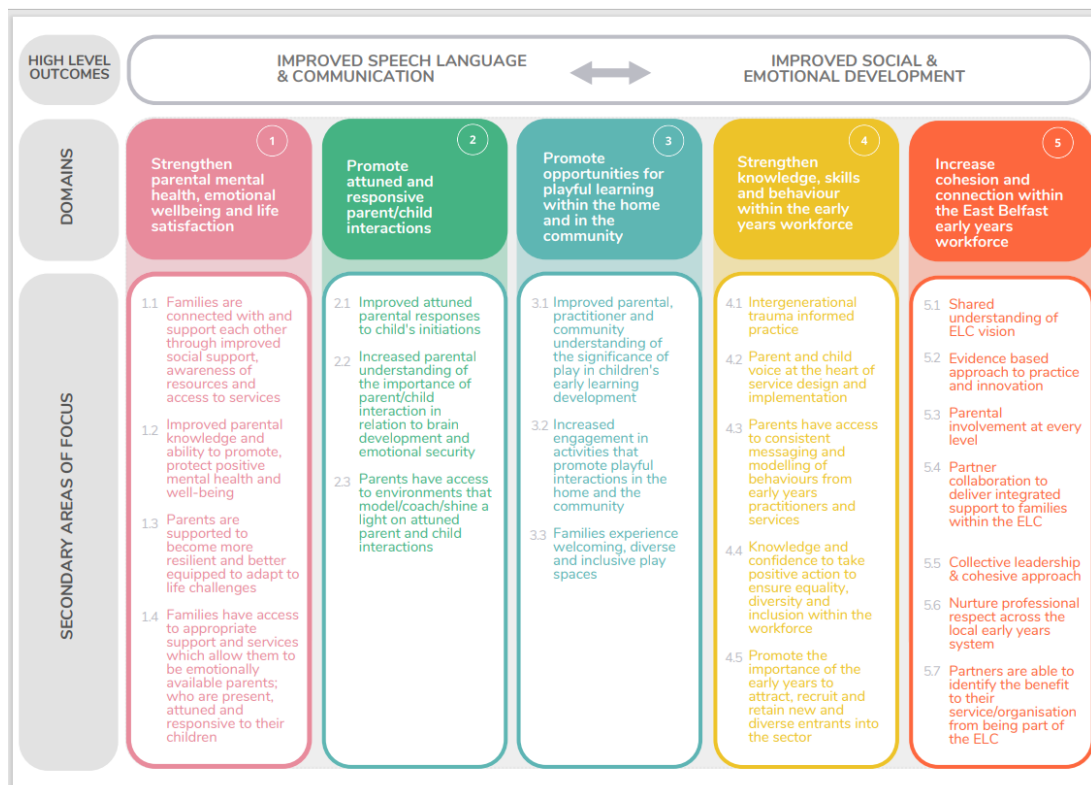 HIGH LEVEL
OUTCOMES
IMPROVED SPEECH LANGUAGE
& COMMUNICATION
IMPROVED SOCIAL &
EMOTIONAL DEVELOPMENT
DOMAINS
1
Strengthen
parental mental
health, emotional
wellbeing and life
satisfaction
2
Promote
attuned and
responsive
parent/child
interactions
3
Promote
opportunities for
playful learning
within the home
and in the
community
4
Strengthen
knowledge, skills
and behaviour
within the early
years workforce
5
Increase
cohesion and
connection within
the East Belfast
early years
workforce
SECONDARY AREAS OF FOCUS
1.1 Families are
connected with and
support each other
through improved
social support,
awareness of
resources and
access to services
1.2 Improved parental
knowledge and
ability to promote,
protect positive
mental health and
well-being
1.3 Parents are
supported to
become more
resilient and better
equipped to adapt to
life challenges
1.4 Families have access
to appropriate
support and services
which allow them to
be emotionally
available parents;
who are present,
attuned and
responsive to their
children
2.1 Improved attuned
parental responses
to child's initiations
2.2 Increased parental
understanding of
the importance of
parent/child
interaction in
relation to brain
development and
emotional security
2.3 Parents have access
to environments that
model/coach/shine a
light on attuned
parent and child
interactions
3.1 Improved parental,
practitioner and
community
understanding of
the significance of
play in children's
early learning
development
3.2 Increased
engagement in
activities that
promote playful
interactions in the
home and the
community
3.3 Families experience
welcoming, diverse
and inclusive play
spaces
4.1 Intergenerational
trauma informed
practice
4.2 Parent and child
voice at the heart of
service design and
implementation
4.3 Parents have access
to consistent
messaging and
modelling of
behaviours from
early years
practitioners and
services
4.4 Knowledge and
confidence to take
positive action to
ensure equality,
diversity and
inclusion within the
workforce
4.5 Promote the
importance of the
early years to
attract, recruit and
retain new and
diverse entrants into
the sector
5.1 Shared
understanding of
ELC vision
5.2 Evidence based
approach to practice
and innovation
5.3 Parental
involvement at every
level
5.4 Partner
collaboration to
deliver integrated
support to families
within the ELC
5.5 Collective leadership
& cohesive approach
5.6 Nurture professional
respect across the
local early years
system
5.7 Partners are able to
identify the benefit
to their
service/organisation
from being part of
the ELC